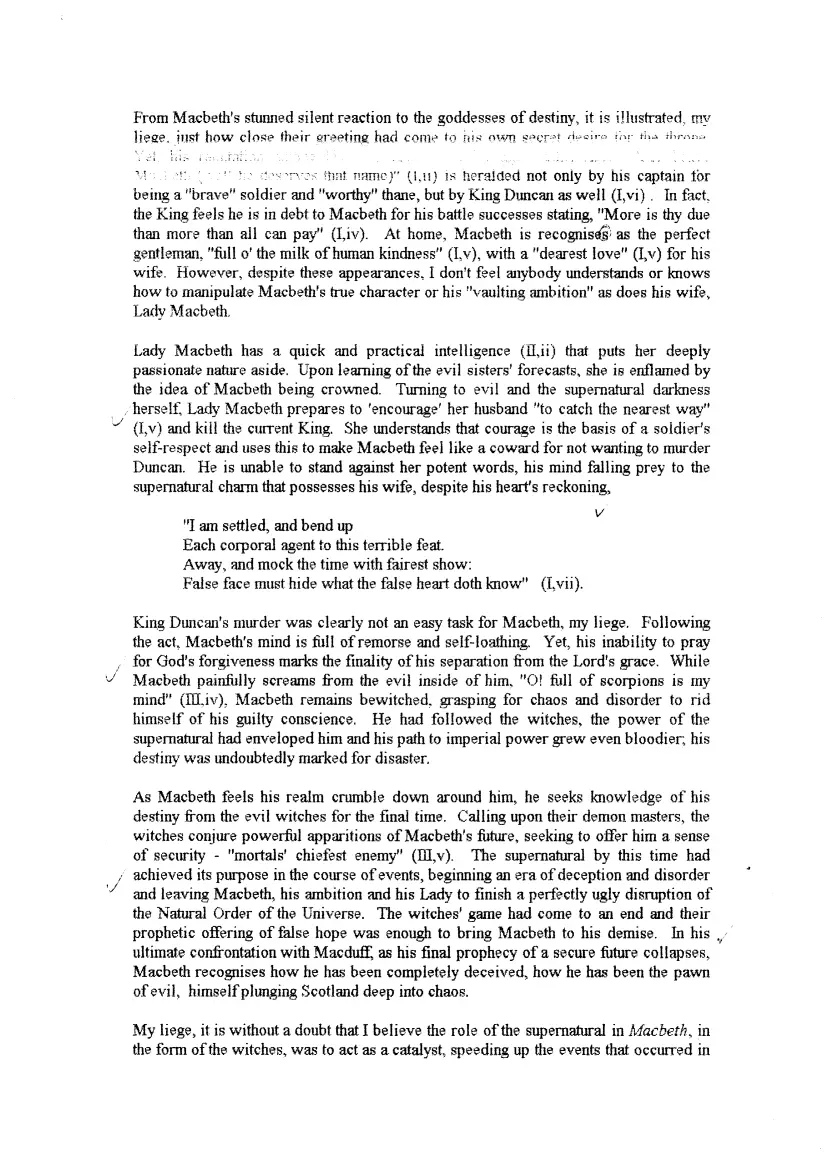 From Macbeth's stunned silent reaction to the goddesses of destiny, it is illustrated, my
liege, just how close their greeting had come to his own secret desire for the throne
Yet, his
deserves that name)" (I,ii) is heralded not only by his captain for
being a "brave" soldier and "worthy" thane, but by King Duncan as well (I,vi) . In fact,
the King feels he is in debt to Macbeth for his battle successes stating, "More is thy due
than more than all can pay" (I,iv). At home, Macbeth is recognised as the perfect
gentleman, "full o' the milk of human kindness" (I,v), with a "dearest love" (I,v) for his
wife. However, despite these appearances, I don't feel anybody understands or knows
how to manipulate Macbeth's true character or his "vaulting ambition" as does his wife,
Lady Macbeth.
Lady Macbeth has a quick and practical intelligence (II,ii) that puts her deeply
passionate nature aside. Upon learning of the evil sisters' forecasts, she is enflamed by
the idea of Macbeth being crowned. Turning to evil and the supernatural darkness
herself, Lady Macbeth prepares to 'encourage' her husband "to catch the nearest way"
(I,v) and kill the current King. She understands that courage is the basis of a soldier's
self-respect and uses this to make Macbeth feel like a coward for not wanting to murder
Duncan. He is unable to stand against her potent words, his mind falling prey to the
supernatural charm that possesses his wife, despite his heart's reckoning,
"I am settled, and bend up
Each corporal agent to this terrible feat.
Away, and mock the time with fairest show:
False face must hide what the false heart doth know" (I,vii).
King Duncan's murder was clearly not an easy task for Macbeth, my liege. Following
the act, Macbeth's mind is full of remorse and self-loathing. Yet, his inability to pray
for God's forgiveness marks the finality of his separation from the Lord's grace. While
Macbeth painfully screams from the evil inside of him, "O! full of scorpions is my
mind" (III,iv), Macbeth remains bewitched, grasping for chaos and disorder to rid
himself of his guilty conscience. He had followed the witches, the power of the
supernatural had enveloped him and his path to imperial power grew even bloodier; his
destiny was undoubtedly marked for disaster.
As Macbeth feels his realm crumble down around him, he seeks knowledge of his
destiny from the evil witches for the final time. Calling upon their demon masters, the
witches conjure powerful apparitions of Macbeth's future, seeking to offer him a sense
of security - "mortals' chiefest enemy" (III,v). The supernatural by this time had
achieved its purpose in the course of events, beginning an era of deception and disorder
and leaving Macbeth, his ambition and his Lady to finish a perfectly ugly disruption of
the Natural Order of the Universe. The witches' game had come to an end and their
prophetic offering of false hope was enough to bring Macbeth to his demise. In his
ultimate confrontation with Macduff, as his final prophecy of a secure future collapses,
Macbeth recognises how he has been completely deceived, how he has been the pawn
of evil, himself plunging Scotland deep into chaos.
My liege, it is without a doubt that I believe the role of the supernatural in Macbeth, in
the form of the witches, was to act as a catalyst, speeding up the events that occurred in